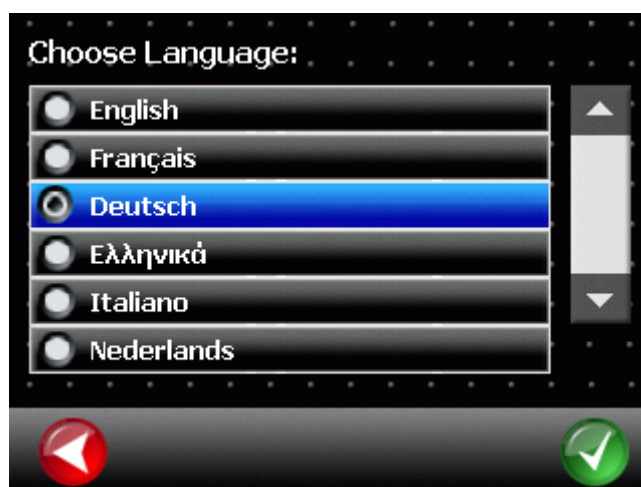 Choose Language:
English
Français
Deutsch
Ελληνικά
Italiano
Nederlands